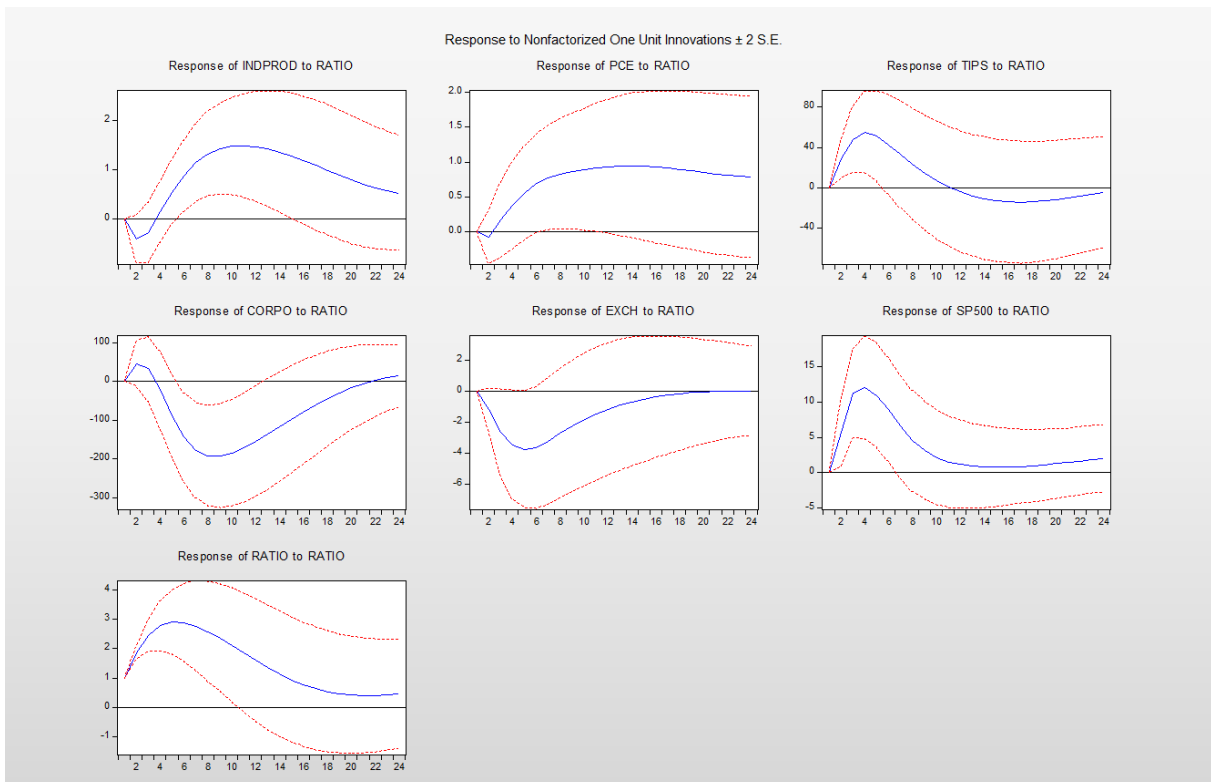 Response to Nonfactorized One Unit Innovations ± 2 S.E.
Response of INDPROD to RATIO
2
1
0
2 4 6 8 10 12 14 16 18 20 22 24
Response of PCE to RATIO
2.0
1.5
1.0
0.5
0.0
2 4 6 8 10 12 14 16 18 20 22 24
Response of TIPS to RATIO
80
40
0
-40
2 4 6 8 10 12 14 16 18 20 22 24
Response of CORPO to RATIO
100
0
-100
-200
-300
2 4 6 8 10 12 14 16 18 20 22 24
Response of EXCH to RATIO
2
0
-2
-4
-6
2 4 6 8 10 12 14 16 18 20 22 24
Response of SP500 to RATIO
15
10
5
0
-5
2 4 6 8 10 12 14 16 18 20 22 24
Response of RATIO to RATIO
4
3
2
1
0
-1
2 4 6 8 10 12 14 16 18 20 22 24